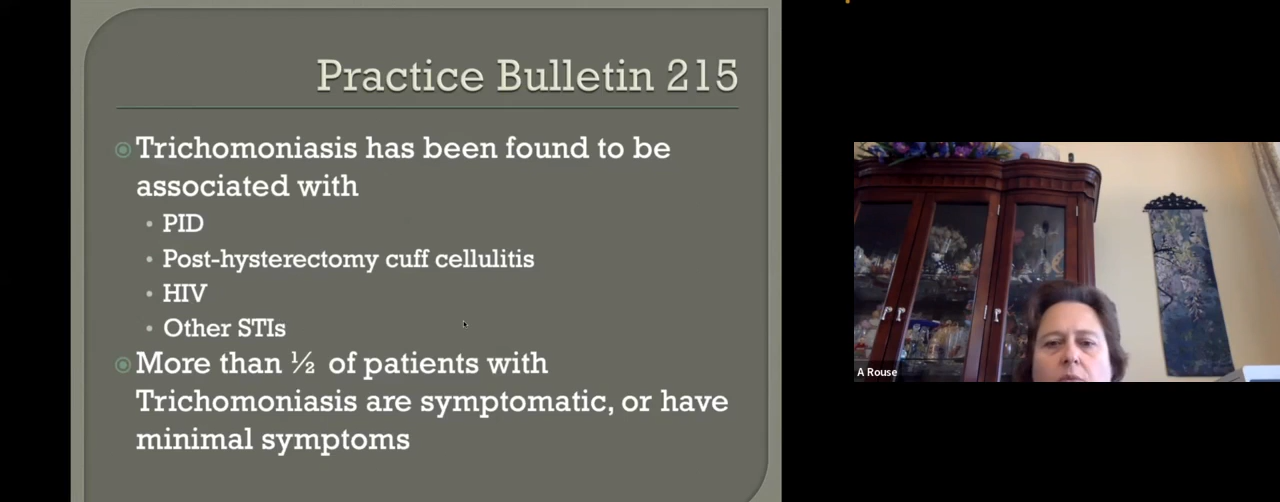 Practice Bulletin 215
Trichomoniasis has been found to be
associated with
PID
Post-hysterectomy cuff cellulitis
HIV
Other STIs
More than ½ of patients with
Trichomoniasis are symptomatic, or have
minimal symptoms
A Rouse